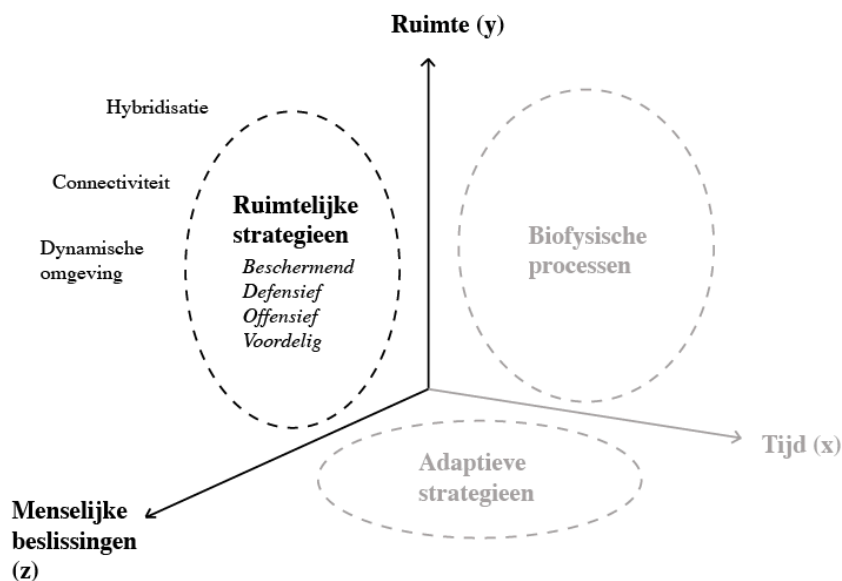 Ruimte (y)
Hybridisatie
Connectiviteit
Dynamische
omgeving
Ruimtelijke
strategieen
Beschermend
Defensief
Offensief
Voordelig
Biofysische
processen
Tijd (x)
Adaptieve
strategieen
Menselijke
beslissingen
(z)